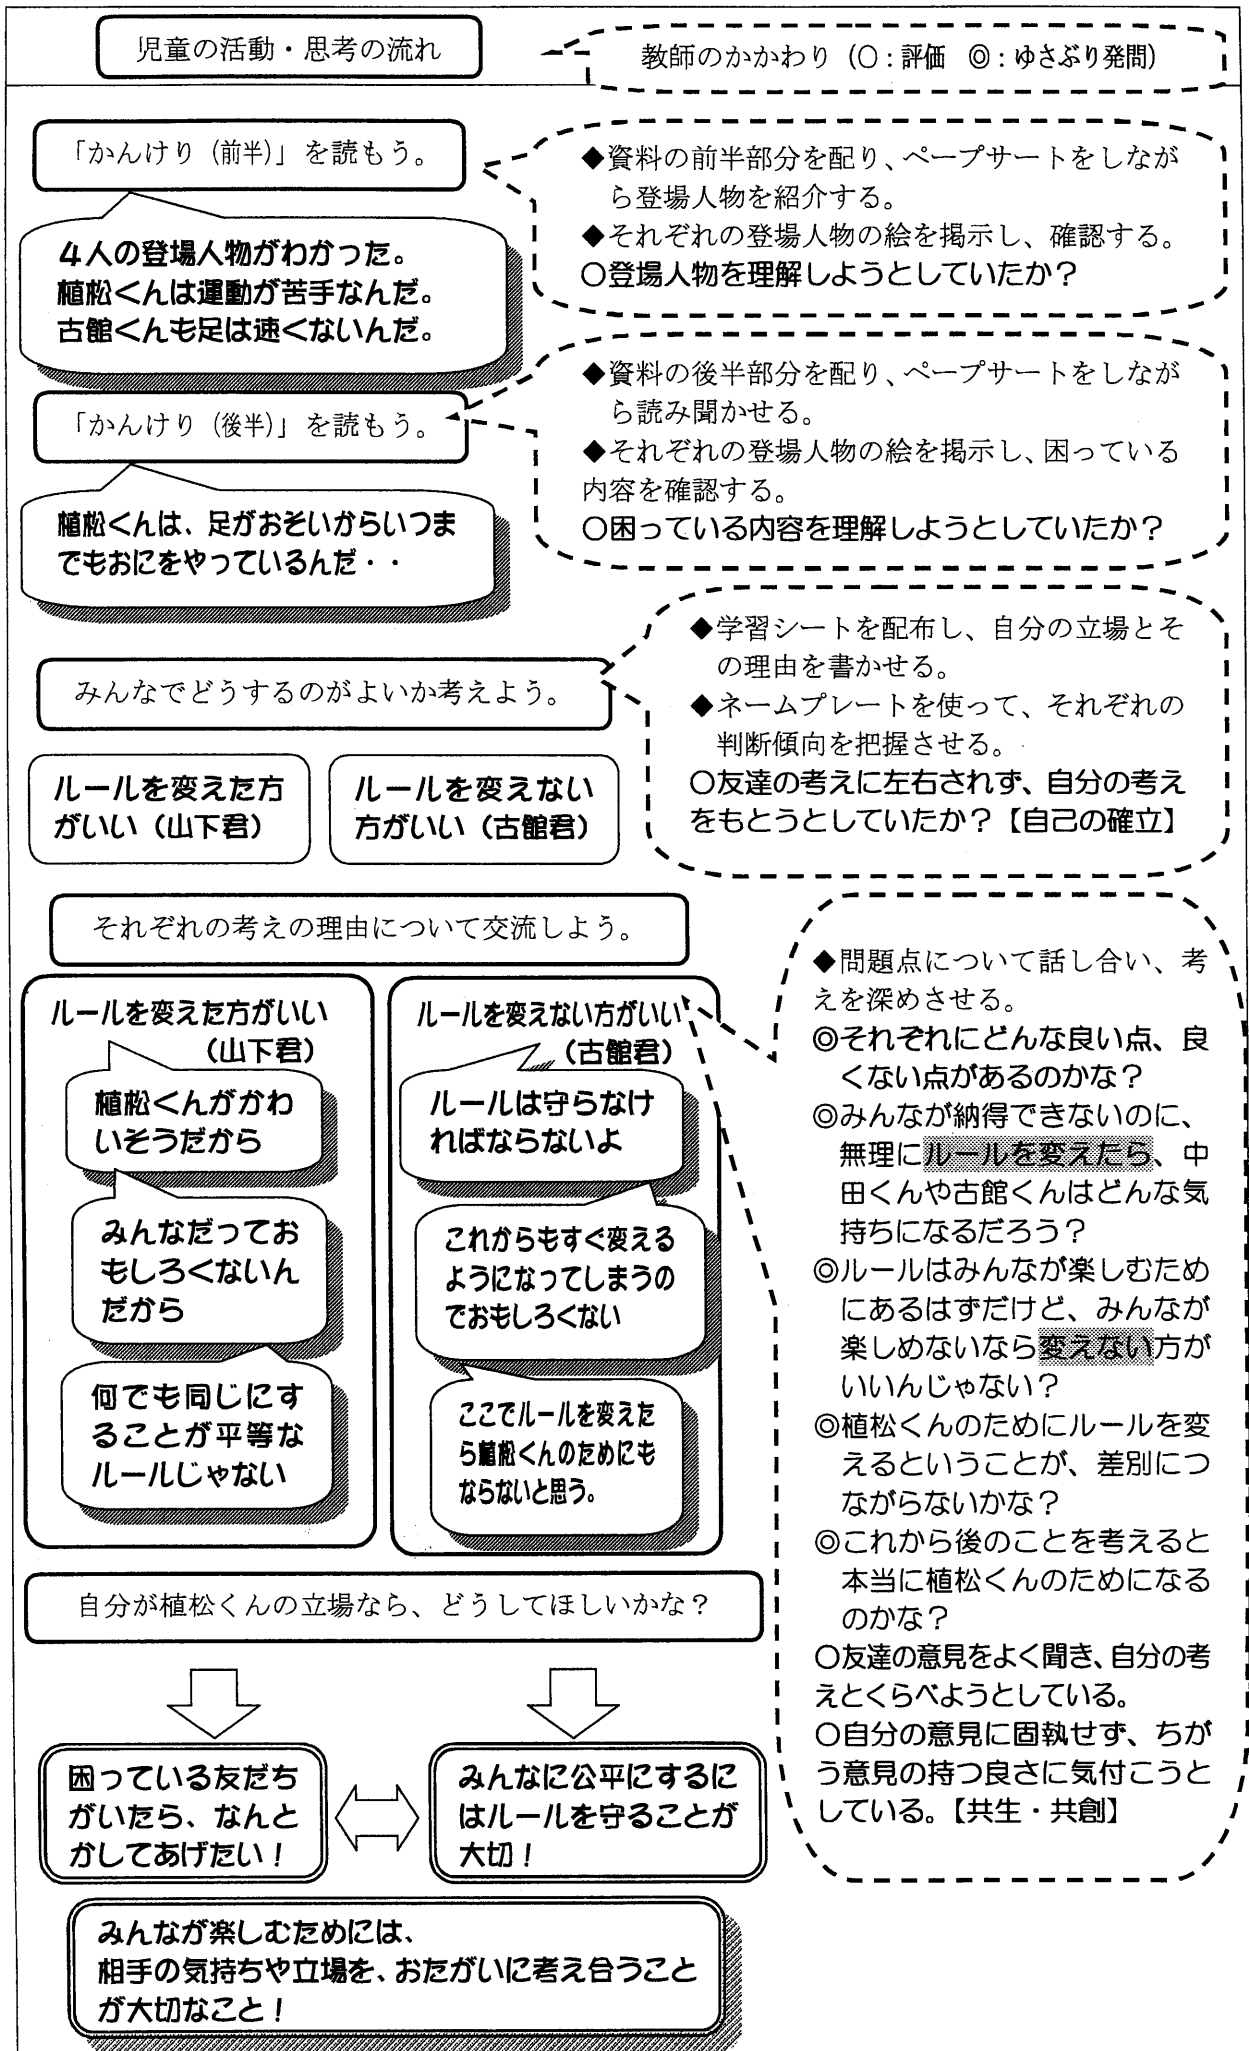 児童の活動・思考の流れ
教師のかかわり（○：評価　◎：ゆさぶり発問）
「かんけり（前半）」を読もう。
◆資料の前半部分を配り、ペープサートをしなが
ら登場人物を紹介する。
◆それぞれの登場人物の絵を掲示し、確認する。
○登場人物を理解しようとしていたか？
４人の登場人物がわかった。
植松くんは運動が苦手なんだ。
古館くんも足は速くないんだ。
「かんけり（後半）」を読もう。
◆資料の後半部分を配り、ペープサートをしなが
ら読み聞かせる。
◆それぞれの登場人物の絵を掲示し、困っている
内容を確認する。
○困っている内容を理解しようとしていたか？
植松くんは、足がおそいからいつま
でもおにをやっているんだ・・
みんなでどうするのがよいか考えよう。
◆学習シートを配布し、自分の立場とそ
の理由を書かせる。
◆ネームプレートを使って、それぞれの
判断傾向を把握させる。
○友達の考えに左右されず、自分の考え
をもとうとしていたか？【自己の確立】
ルールを変えた方
がいい（山下君）
ルールを変えない
方がいい（古館君）
それぞれの考えの理由について交流しよう。
ルールを変えた方がいい
（山下君）
植松くんがかわ
いそうだから
みんなだってお
もしろくないん
だから
何でも同じにす
ることが平等な
ルールじゃない
ルールを変えない方がいい
（古館君）
ルールは守らなけ
ればならないよ
これからもすぐ変える
ようになってしまうの
でおもしろくない
ここでルールを変えた
ら植松くんのためにも
ならないと思う。
◆問題点について話し合い、考
えを深めさせる。
◎それぞれにどんな良い点、良
くない点があるのかな？
◎みんなが納得できないのに、
無理にルールを変えたら、中
田くんや古館くんはどんな気
持ちになるだろう？
◎ルールはみんなが楽しむため
にあるはずだけど、みんなが
楽しめないなら変えない方が
いいんじゃない？
◎植松くんのためにルールを変
えるということが、差別につ
ながらないかな？
◎これから後のことを考えると
本当に植松くんのためになる
のかな？
○友達の意見をよく聞き、自分の考
えとくらべようとしている。
○自分の意見に固執せず、ちが
う意見の持つ良さに気付こうと
している。【共生・共創】
自分が植松くんの立場なら、どうしてほしいかな？
困っている友だち
がいたら、なんと
かしてあげたい！
みんなに公平にするに
はルールを守ることが
大切！
みんなが楽しむためには、
相手の気持ちや立場を、おたがいに考え合うこと
が大切なこと！